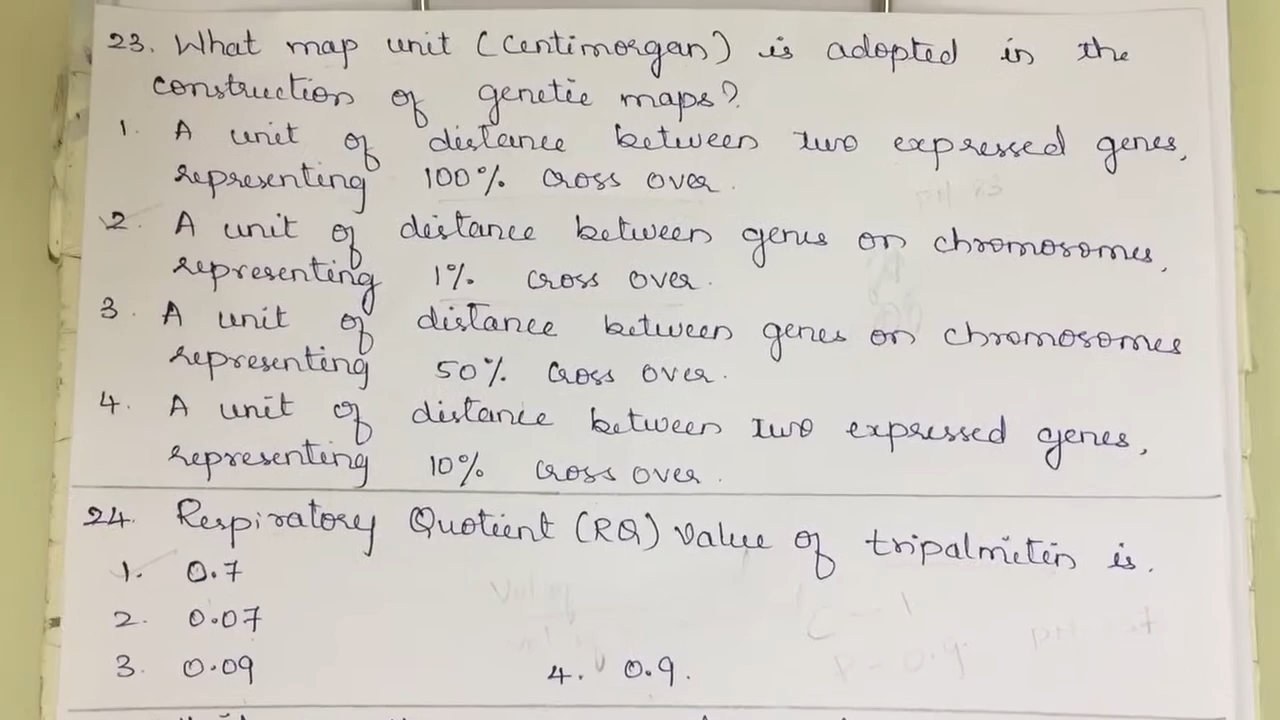 23. What map unit (Centimorgan) is adopted in the
construction of genetic maps?
1. A unit of distance between two expressed genes,
representing 100% cross over.
2. A unit of distance between genes on chromosomes,
representing 1% cross over.
3. A unit of distance between genes on chromosomes
representing 50% cross over.
4. A unit of distance between two expressed genes,
representing 10% cross over.
24. Respiratory Quotient (RQ) value of tripalmitin is.
1. 0.7
2. 0.07
3. 0.09 4. 0.9.